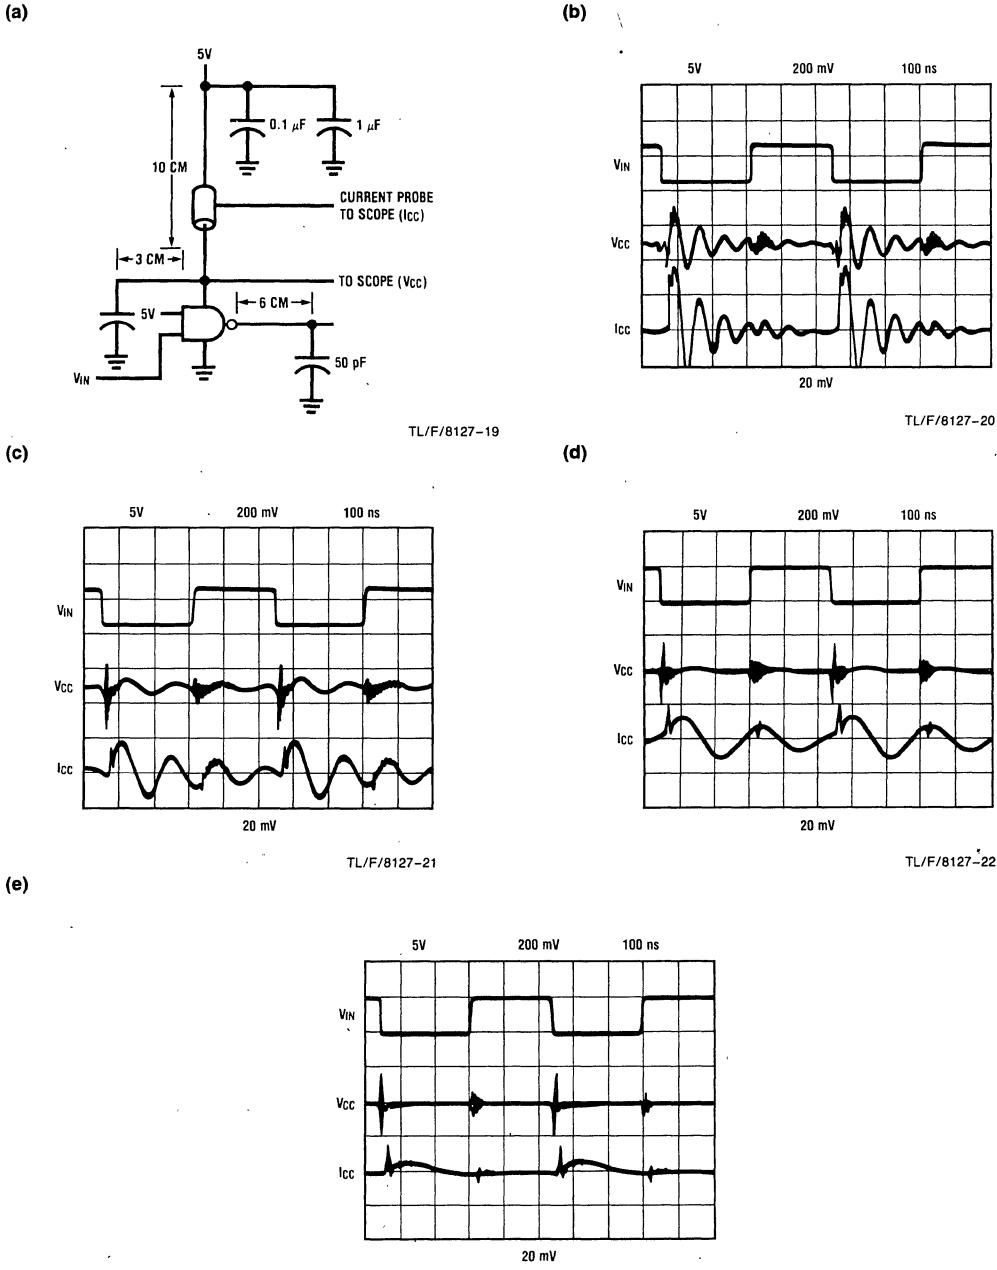 (a)
5V
0.1 μF
1 μF
10 CM
CURRENT PROBE
TO SCOPE (ICC)
3 CM
TO SCOPE (VCC)
6 CM
5V
50 pF
VIN
TL/F/8127-19
(b)
5V 200 mV 100 ns
VIN
VCC
ICC
20 mV
TL/F/8127-20
(c)
5V 200 mV 100 ns
VIN
VCC
ICC
20 mV
TL/F/8127-21
(d)
5V 200 mV 100 ns
VIN
VCC
ICC
20 mV
TL/F/8127-22
(e)
5V 200 mV 100 ns
VIN
VCC
ICC
20 mV